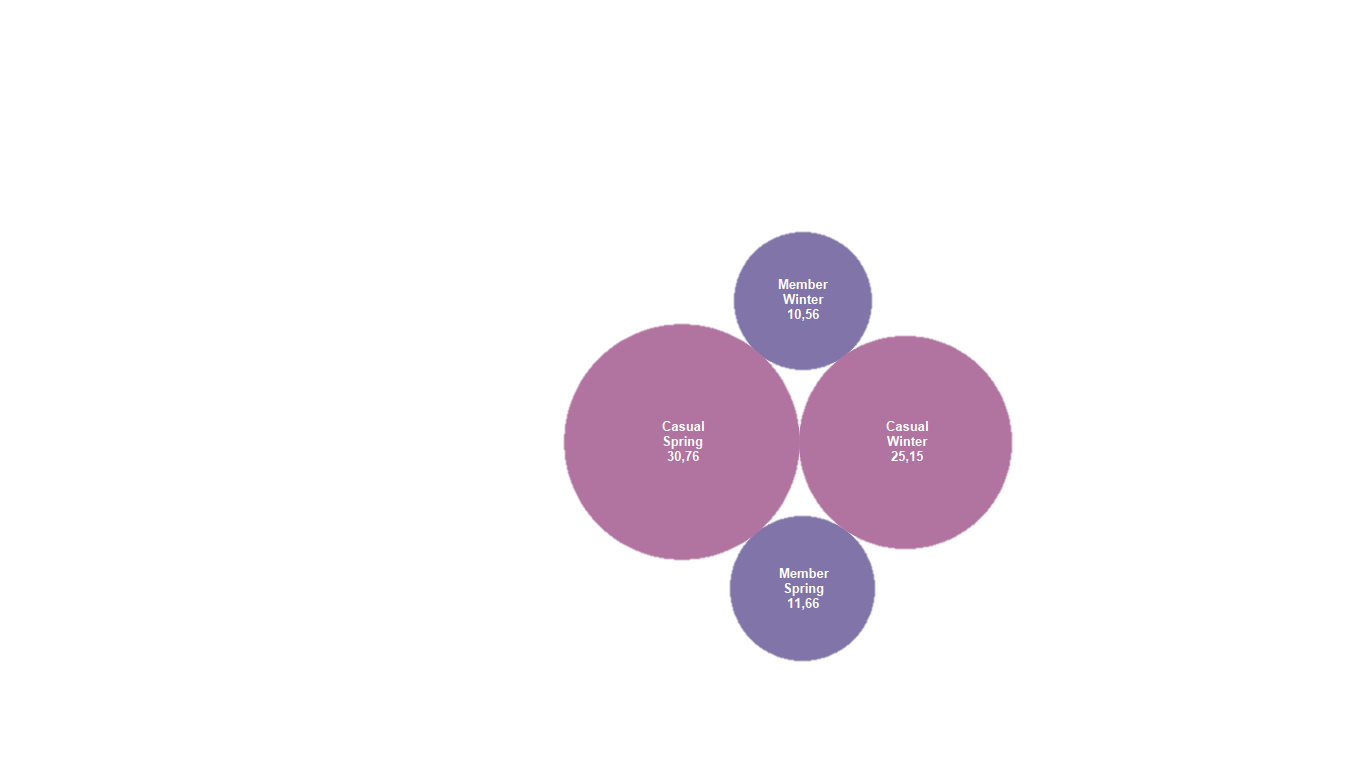 Member
Winter
10,56
Casual
Spring
30,76
Casual
Winter
25,15
Member
Spring
11,66